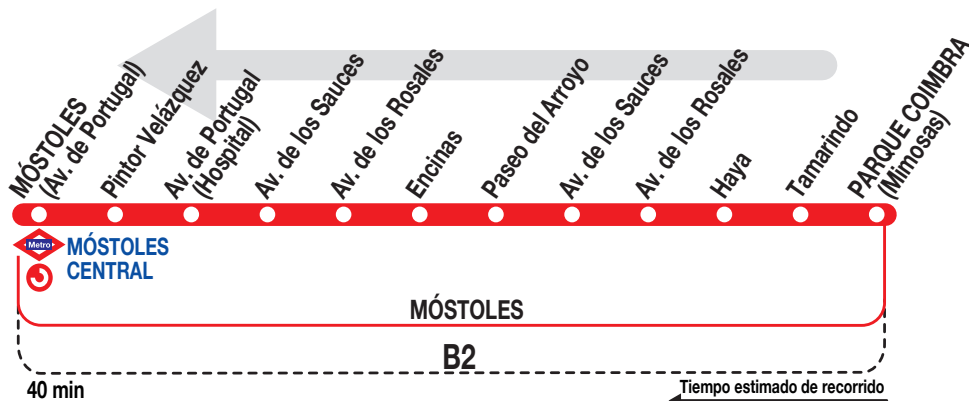 MÓSTOLES
(Av. de Portugal)
Pintor Velázquez
Av. de Portugal
(Hospital)
Av. de los Sauces
Av. de los Rosales
Encinas
Paseo del Arroyo
Av. de los Sauces
Av. de los Rosales
Haya
Tamarindo
PARQUE COIMBRA
(Mimosas)
Metro
MÓSTOLES
CENTRAL
MÓSTOLES
B2
40 min
Tiempo estimado de recorrido